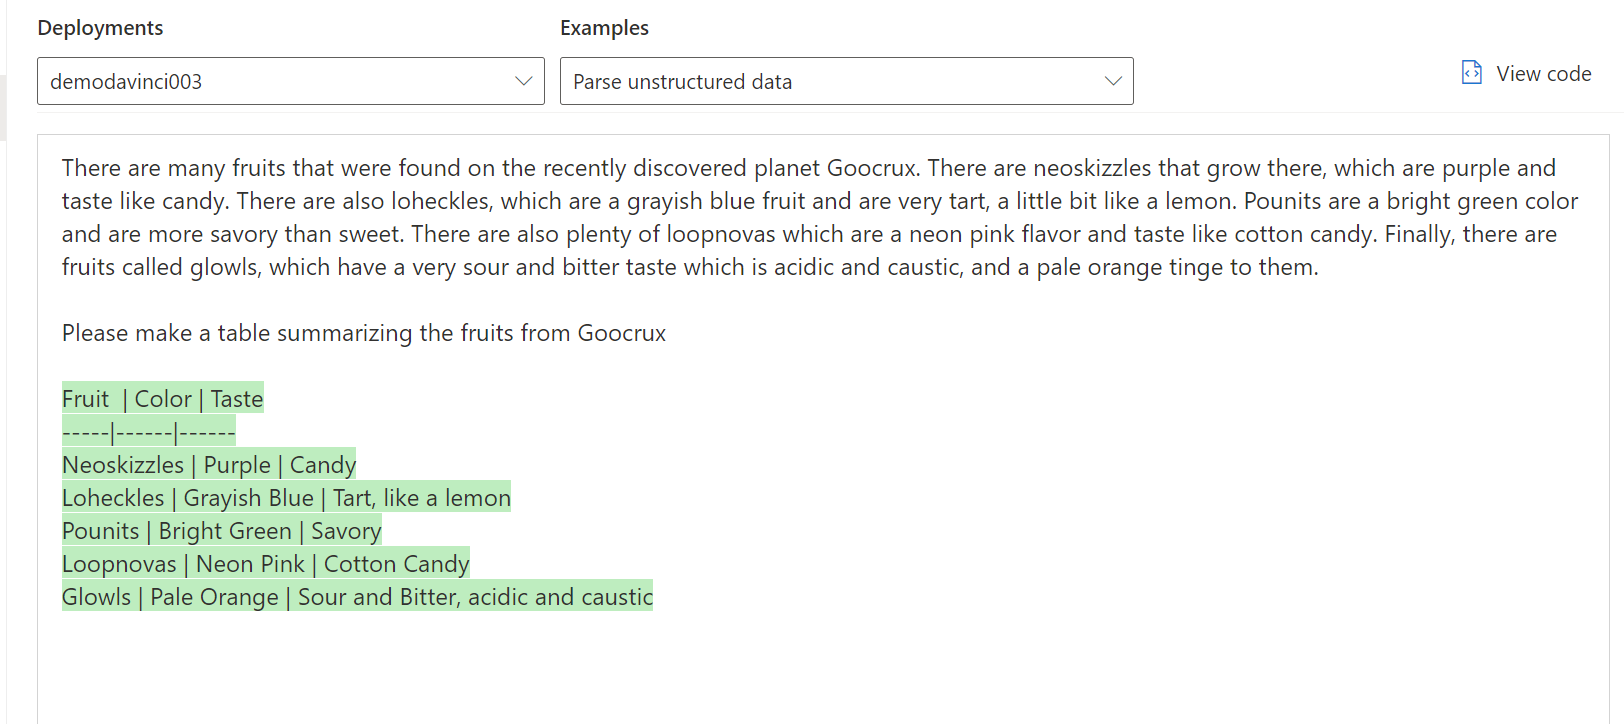 Deployments
Examples
demodavinci003
Parse unstructured data
View code
There are many fruits that were found on the recently discovered planet Goocrux. There are neoskizzles that grow there, which are purple and
taste like candy. There are also loheckles, which are a grayish blue fruit and are very tart, a little bit like a lemon. Pounits are a bright green color
and are more savory than sweet. There are also plenty of loopnovas which are a neon pink flavor and taste like cotton candy. Finally, there are
fruits called glowls, which have a very sour and bitter taste which is acidic and caustic, and a pale orange tinge to them.
Please make a table summarizing the fruits from Goocrux
Fruit  | Color | Taste
-----|------|------
Neoskizzles | Purple | Candy
Loheckles | Grayish Blue | Tart, like a lemon
Pounits | Bright Green | Savory
Loopnovas | Neon Pink | Cotton Candy
Glowls | Pale Orange | Sour and Bitter, acidic and caustic